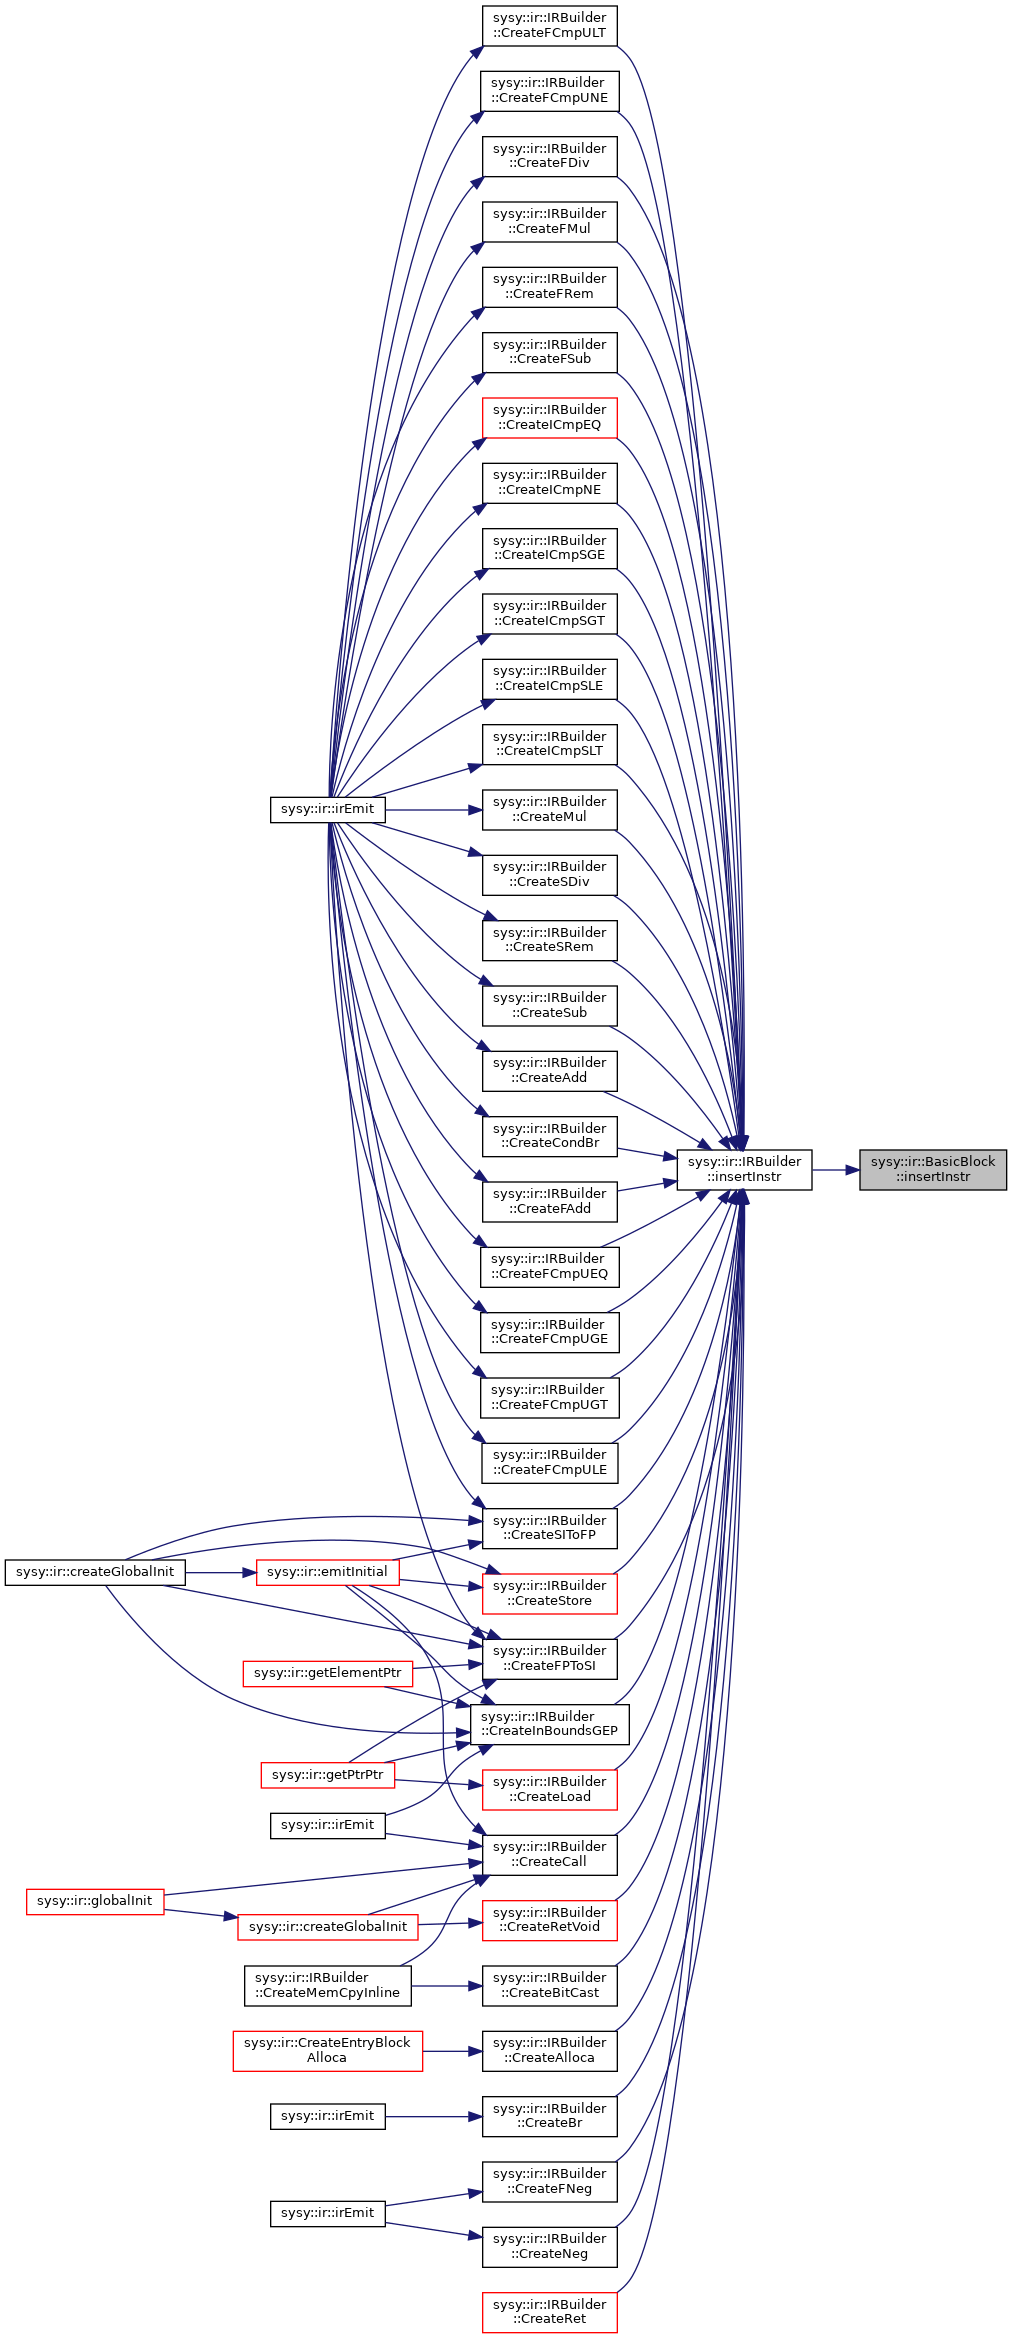 sysy::ir::IRBuilder
::CreateFCmpULT
sysy::ir::IRBuilder
::CreateFCmpUNE
sysy::ir::IRBuilder
::CreateFDiv
sysy::ir::IRBuilder
::CreateFMul
sysy::ir::IRBuilder
::CreateFRem
sysy::ir::IRBuilder
::CreateFSub
sysy::ir::IRBuilder
::CreateICmpEQ
sysy::ir::IRBuilder
::CreateICmpNE
sysy::ir::IRBuilder
::CreateICmpSGE
sysy::ir::IRBuilder
::CreateICmpSGT
sysy::ir::IRBuilder
::CreateICmpSLE
sysy::ir::IRBuilder
::CreateICmpSLT
sysy::ir::irEmit
sysy::ir::IRBuilder
::CreateMul
sysy::ir::IRBuilder
::CreateSDiv
sysy::ir::IRBuilder
::CreateSRem
sysy::ir::IRBuilder
::CreateSub
sysy::ir::IRBuilder
::CreateAdd
sysy::ir::IRBuilder
::CreateCondBr
sysy::ir::IRBuilder
::insertInstr
sysy::ir::BasicBlock
::insertInstr
sysy::ir::IRBuilder
::CreateFAdd
sysy::ir::IRBuilder
::CreateFCmpUEQ
sysy::ir::IRBuilder
::CreateFCmpUGE
sysy::ir::IRBuilder
::CreateFCmpUGT
sysy::ir::IRBuilder
::CreateFCmpULE
sysy::ir::IRBuilder
::CreateSIToFP
sysy::ir::createGlobalInit
sysy::ir::emitInitial
sysy::ir::IRBuilder
::CreateStore
sysy::ir::IRBuilder
::CreateFPToSI
sysy::ir::getElementPtr
sysy::ir::IRBuilder
::CreateInBoundsGEP
sysy::ir::getPtrPtr
sysy::ir::IRBuilder
::CreateLoad
sysy::ir::irEmit
sysy::ir::IRBuilder
::CreateCall
sysy::ir::globalInit
sysy::ir::createGlobalInit
sysy::ir::IRBuilder
::CreateRetVoid
sysy::ir::IRBuilder
::CreateMemCpyInline
sysy::ir::IRBuilder
::CreateBitCast
sysy::ir::CreateEntryBlock
Alloca
sysy::ir::IRBuilder
::CreateAlloca
sysy::ir::irEmit
sysy::ir::IRBuilder
::CreateBr
sysy::ir::IRBuilder
::CreateFNeg
sysy::ir::irEmit
sysy::ir::IRBuilder
::CreateNeg
sysy::ir::IRBuilder
::CreateRet